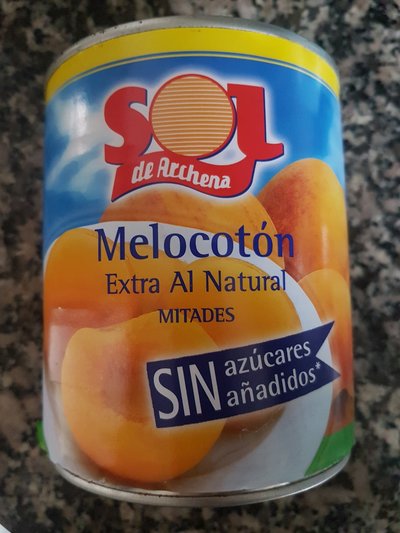 SOL
de Archena
Melocotón
Extra Al Natural
MITADES
SIN azúcares
añadidos*